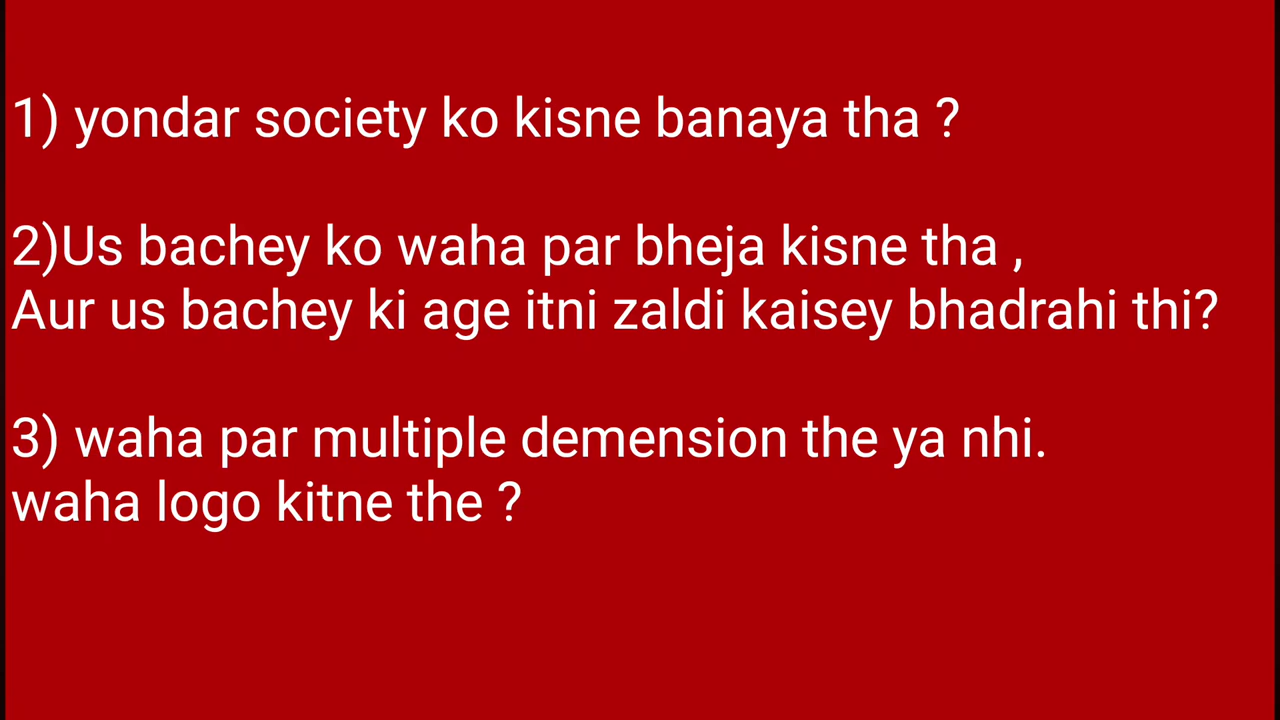 1) yondar society ko kisne banaya tha ?
2)Us bachey ko waha par bheja kisne tha ,
Aur us bachey ki age itni zaldi kaisey bhadrahi thi?
3) waha par multiple demension the ya nhi.
waha logo kitne the ?